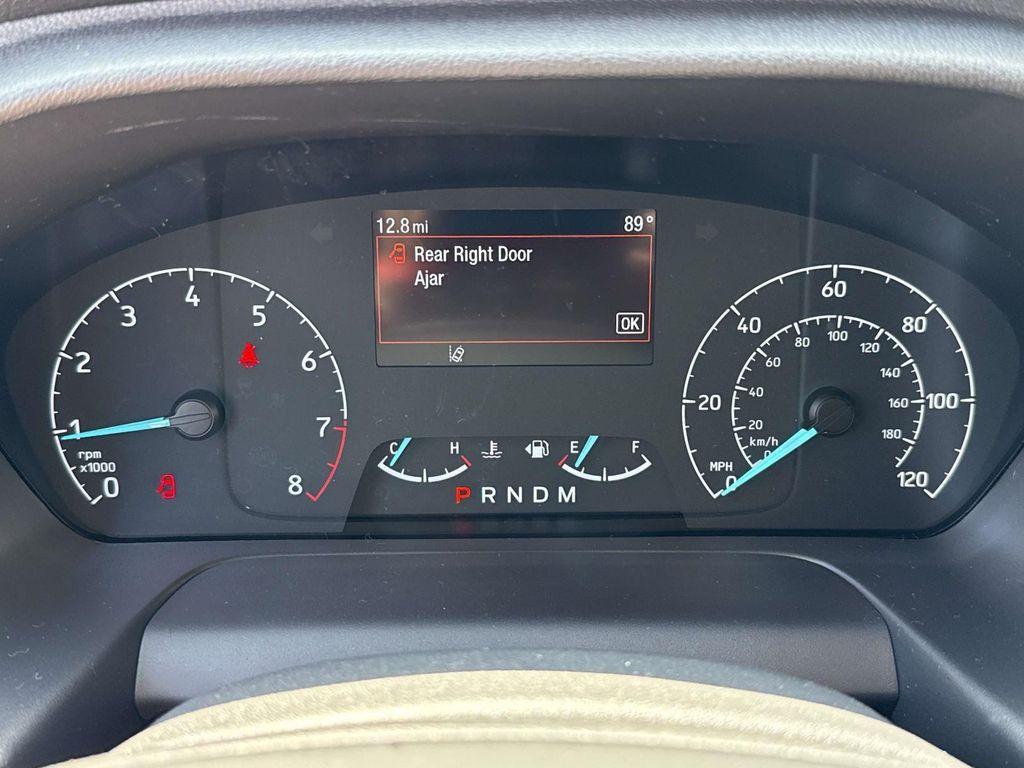 12.8 mi 89°
Rear Right Door
Ajar
OK
0 1 2 3 4 5 6 7 8
rpm
x1000
C H
E F
P R N D M
0 20 40 60 80 100 120
MPH
0 20 40 60 80 100 120 140 160 180
km/h